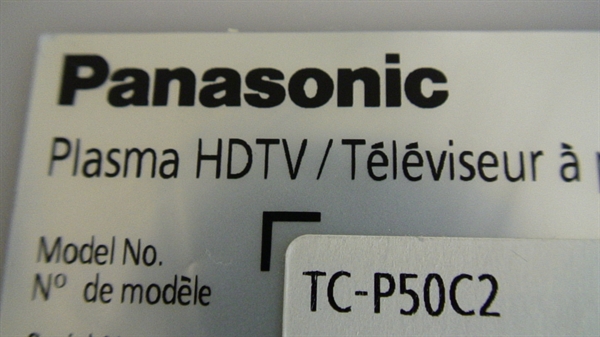 Panasonic
Plasma HDTV / Téléviseur à
Model No.
N° de modèle
TC-P50C2